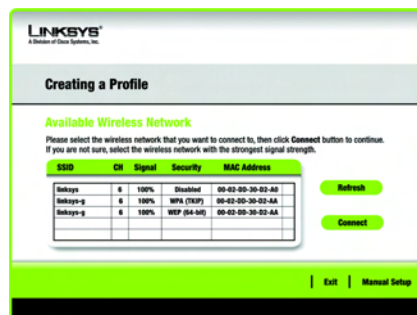 LINKSYS®
A Division of Cisco Systems, Inc.
Creating a Profile
Available Wireless Network
Please select the wireless network that you want to connect to, then click Connect button to continue.
If you are not sure, select the wireless network with the strongest signal strength.
SSID CH Signal Security MAC Address
linksys 6 100% Disabled 00-02-DD-30-D2-A0
linksys-g 6 100% WPA (TKIP) 00-02-DD-30-D2-AA
linksys-g 6 100% WEP (64-bit) 00-02-DD-30-D2-AA
Refresh
Connect
Exit Manual Setup